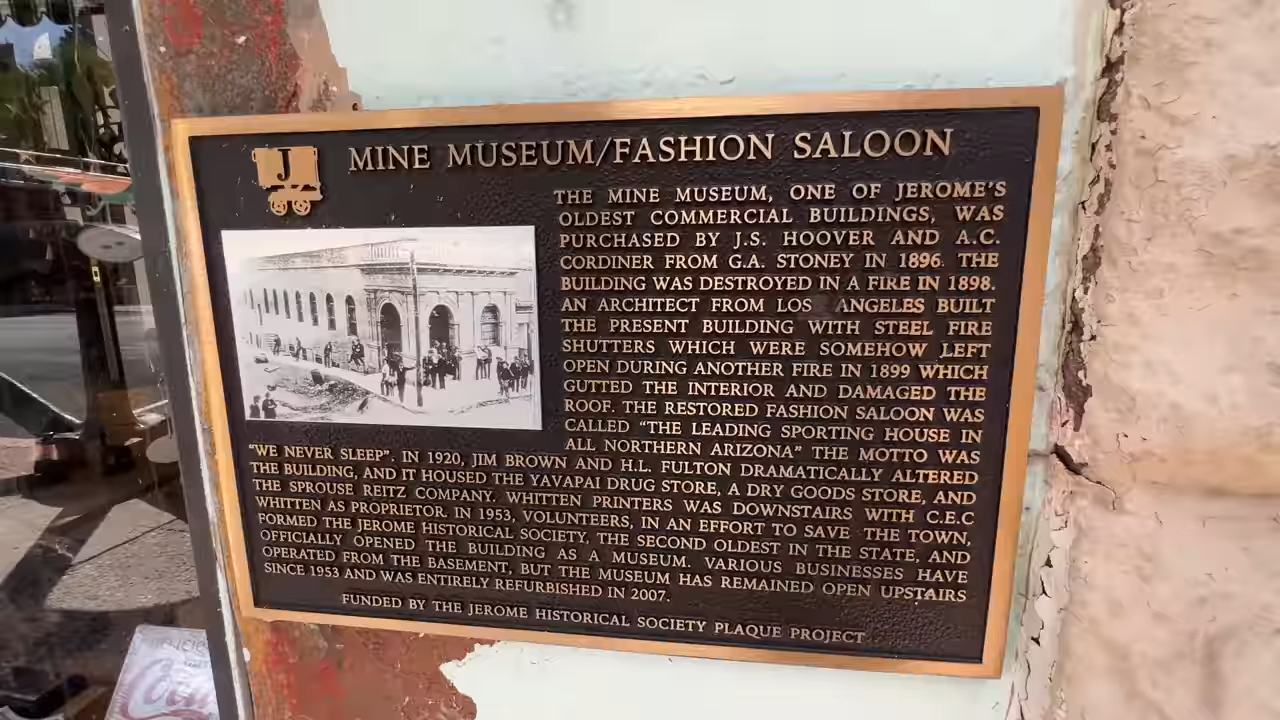 J
MINE MUSEUM/FASHION SALOON
THE MINE MUSEUM, ONE OF JEROME'S
OLDEST COMMERCIAL BUILDINGS, WAS
PURCHASED BY J.S. HOOVER AND A.C.
CORDINER FROM G.A. STONEY IN 1896. THE
BUILDING WAS DESTROYED IN A FIRE IN 1898.
AN ARCHITECT FROM LOS ANGELES BUILT
THE PRESENT BUILDING WITH STEEL FIRE
SHUTTERS WHICH WERE SOMEHOW LEFT
OPEN DURING ANOTHER FIRE IN 1899 WHICH
GUTTED THE INTERIOR AND DAMAGED THE
ROOF. THE RESTORED FASHION SALOON WAS
CALLED "THE LEADING SPORTING HOUSE IN
ALL NORTHERN ARIZONA" THE MOTTO WAS
"WE NEVER SLEEP". IN 1920, JIM BROWN AND H.L. FULTON DRAMATICALLY ALTERED
THE BUILDING, AND IT HOUSED THE YAVAPAI DRUG STORE, A DRY GOODS STORE, AND
THE SPROUSE REITZ COMPANY. WHITTEN PRINTERS WAS DOWNSTAIRS WITH C.E.C
WHITTEN AS PROPRIETOR. IN 1953, VOLUNTEERS, IN AN EFFORT TO SAVE THE TOWN,
FORMED THE JEROME HISTORICAL SOCIETY, THE SECOND OLDEST IN THE STATE, AND
OFFICIALLY OPENED THE BUILDING AS A MUSEUM. VARIOUS BUSINESSES HAVE
OPERATED FROM THE BASEMENT, BUT THE MUSEUM HAS REMAINED OPEN UPSTAIRS
SINCE 1953 AND WAS ENTIRELY REFURBISHED IN 2007.
FUNDED BY THE JEROME HISTORICAL SOCIETY PLAQUE PROJECT